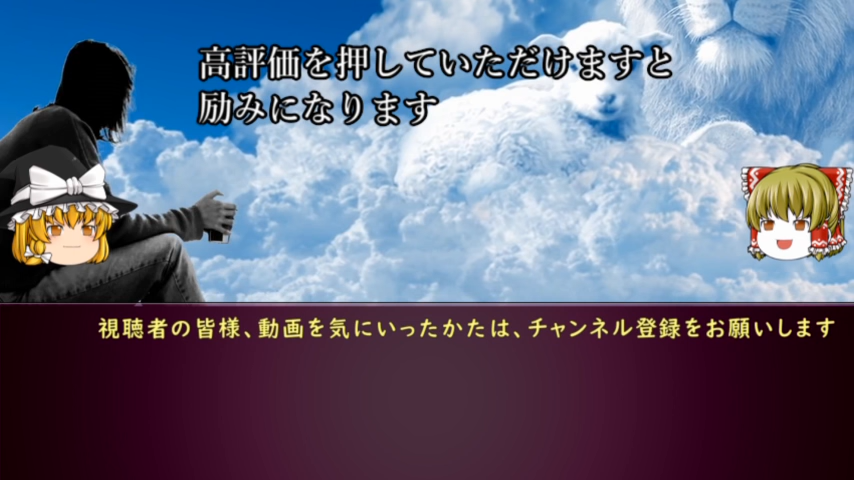 高評価を押していただけますと
励みになります
視聴者の皆様、動画を気にいったかたは、チャンネル登録をお願いします